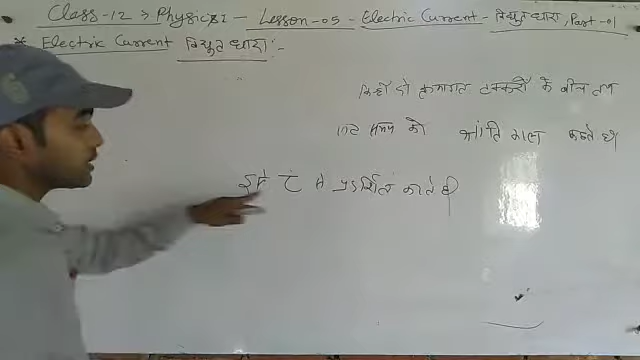 Class-12 > Physics - Lesson-05 - Electric Current - विद्युत धारा, Part-01
* Electric Current विद्युत धारा :-
किन्हीं दो क्रमागत टक्करों के बीच
समय को शांति काल कहते है।
इसे τ से प्रदर्शित करते है